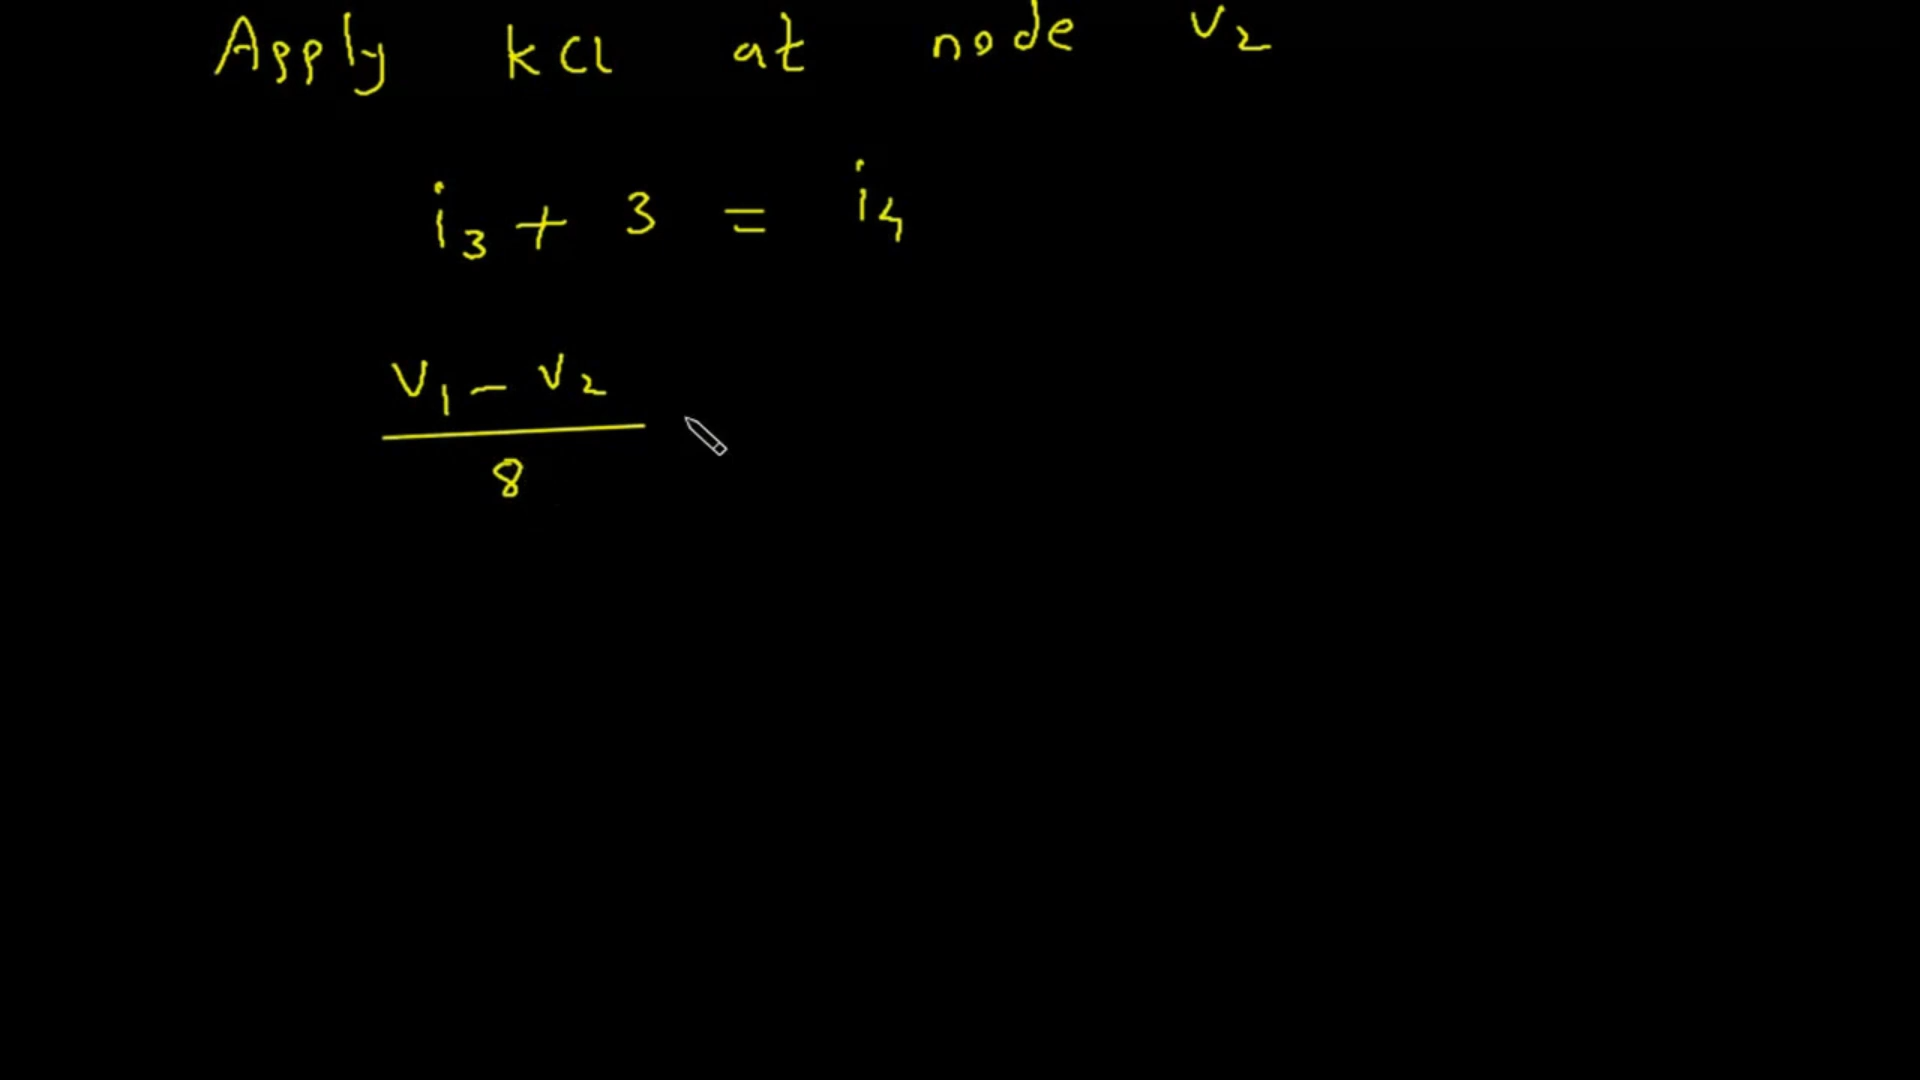 Apply kCl at node V₂
i₃ + 3 = i₄
V₁ - V₂
8